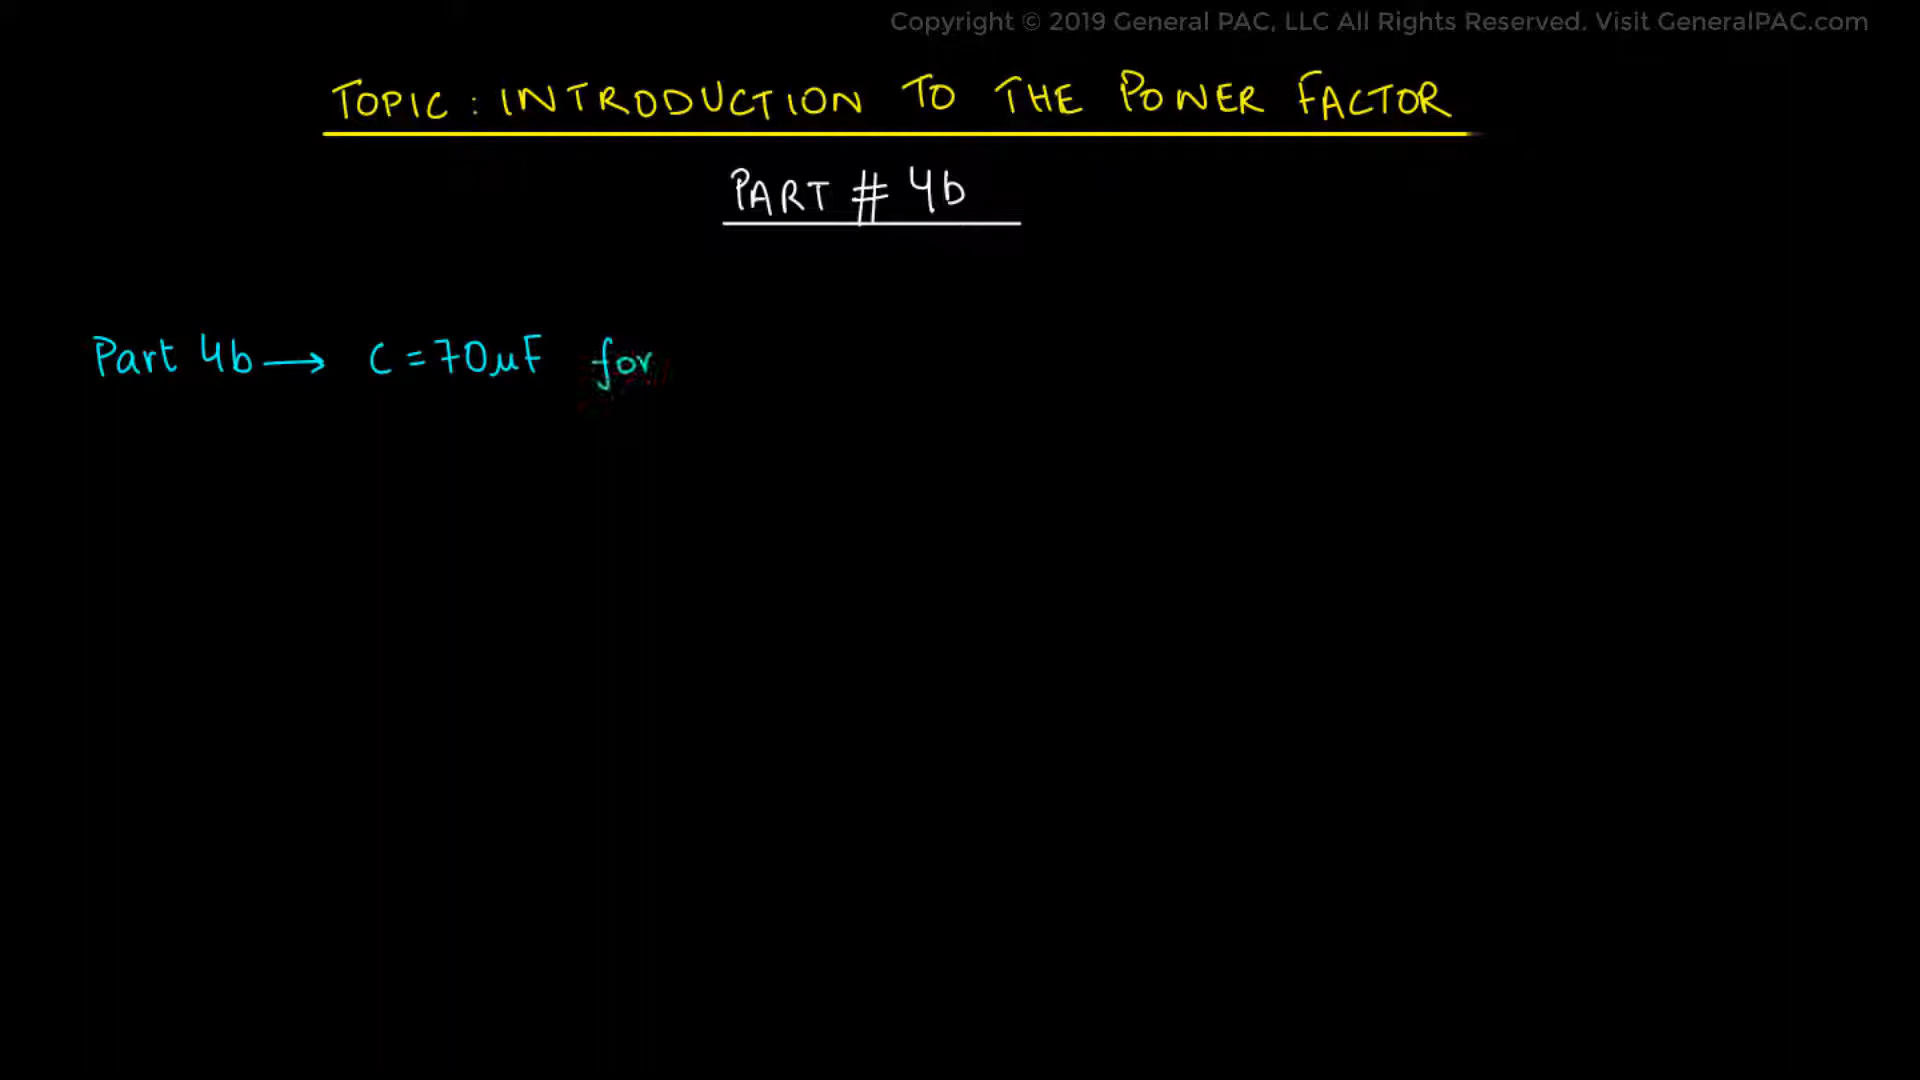 Copyright © 2019 General PAC, LLC All Rights Reserved. Visit GeneralPAC.com
TOPIC: INTRODUCTION TO THE POWER FACTOR
PART # 4b
Part 4b → C = 70µF for